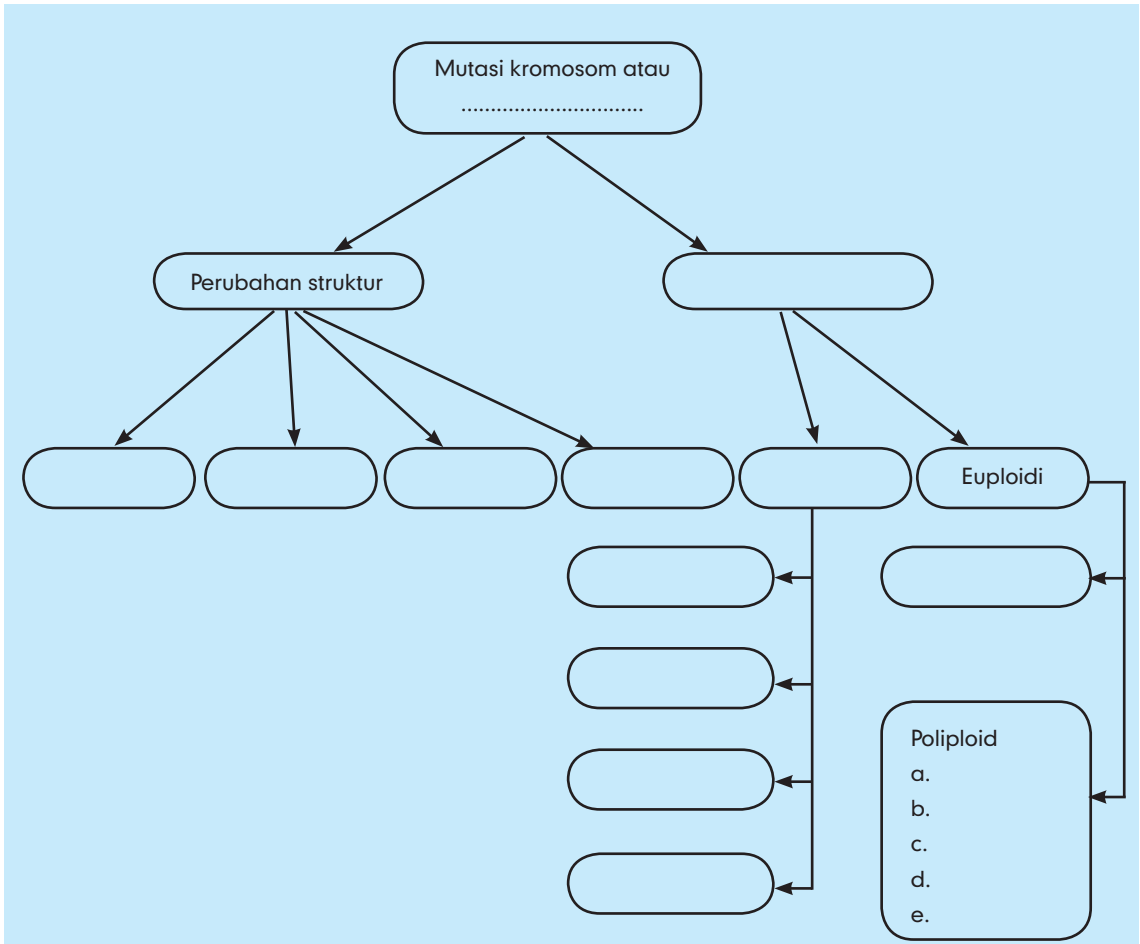 Mutasi kromosom atau
...............................
Perubahan struktur
Euploidi
Poliploid
a.
b.
c.
d.
e.